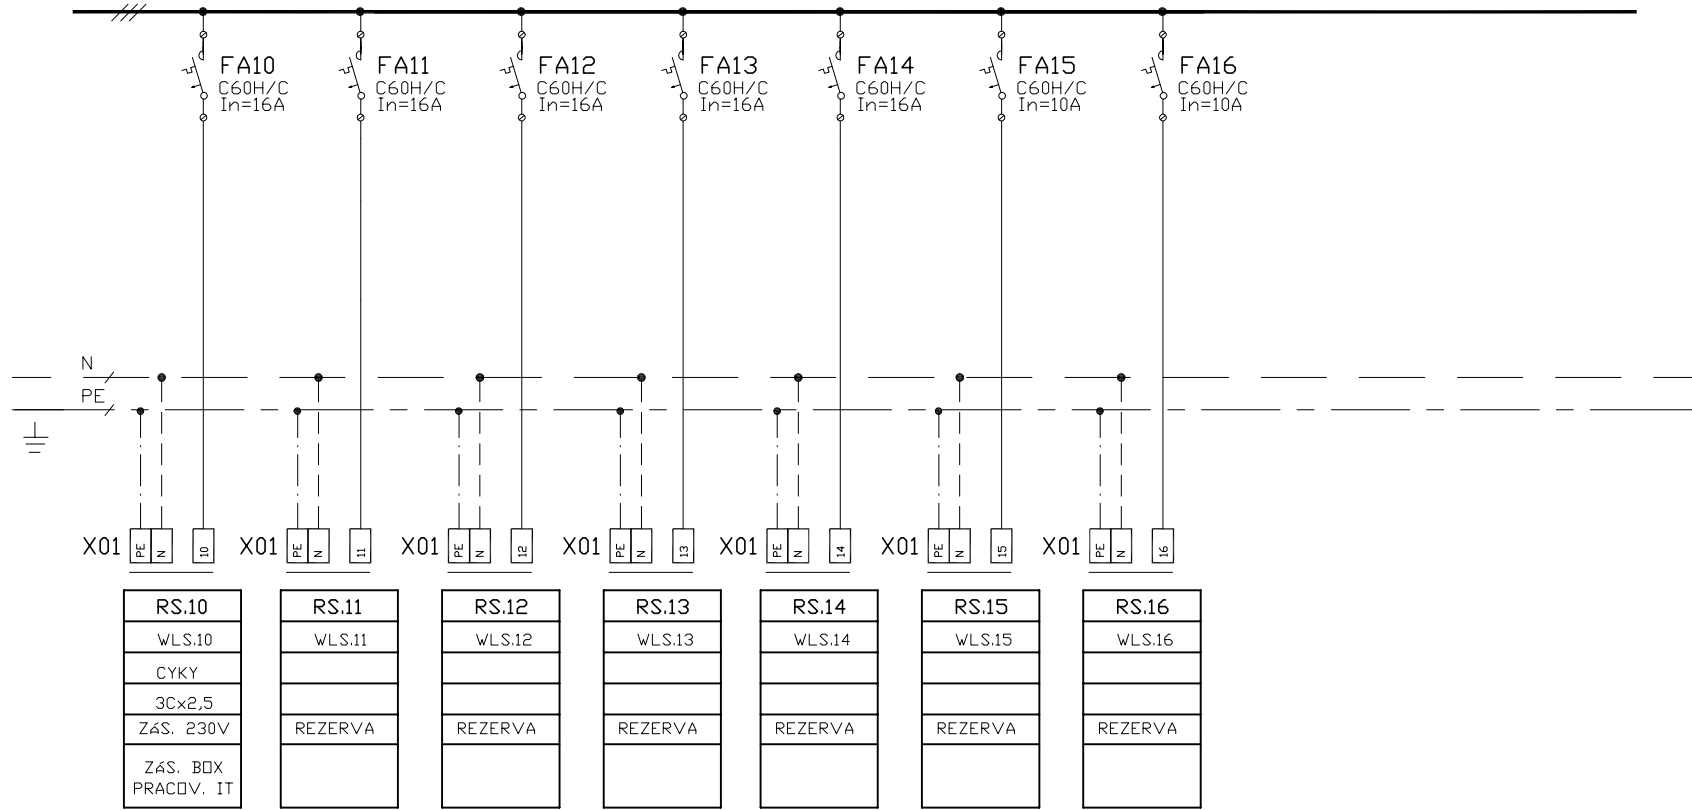 FA10
C60H/C
In=16A
FA11
C60H/C
In=16A
FA12
C60H/C
In=16A
FA13
C60H/C
In=16A
FA14
C60H/C
In=16A
FA15
C60H/C
In=10A
FA16
C60H/C
In=10A
N
PE
X01 PE N 10
X01 PE N 11
X01 PE N 12
X01 PE N 13
X01 PE N 14
X01 PE N 15
X01 PE N 16
RS.10
WLS.10
CYKY
3Cx2,5
ZáS. 230V
ZáS. BOX
PRACOV. IT
RS.11
WLS.11
REZERVA
RS.12
WLS.12
REZERVA
RS.13
WLS.13
REZERVA
RS.14
WLS.14
REZERVA
RS.15
WLS.15
REZERVA
RS.16
WLS.16
REZERVA